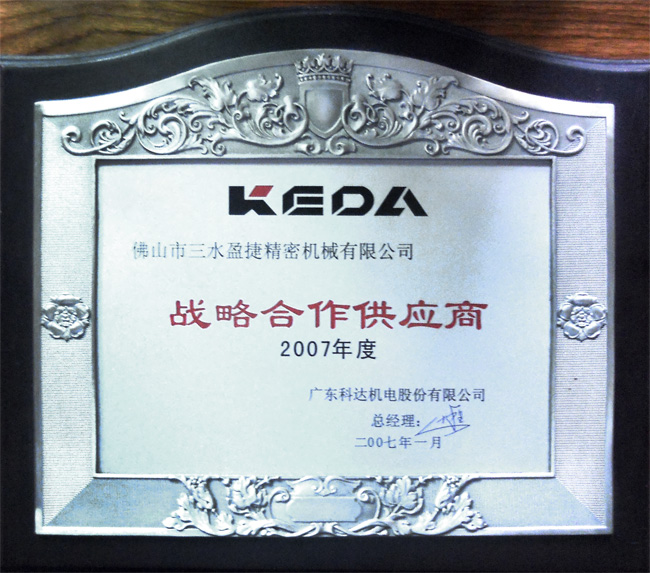 KEDA
佛山市三水盈捷精密机械有限公司
战略合作供应商
2007年度
广东科达机电股份有限公司
总经理：
二00七年一月